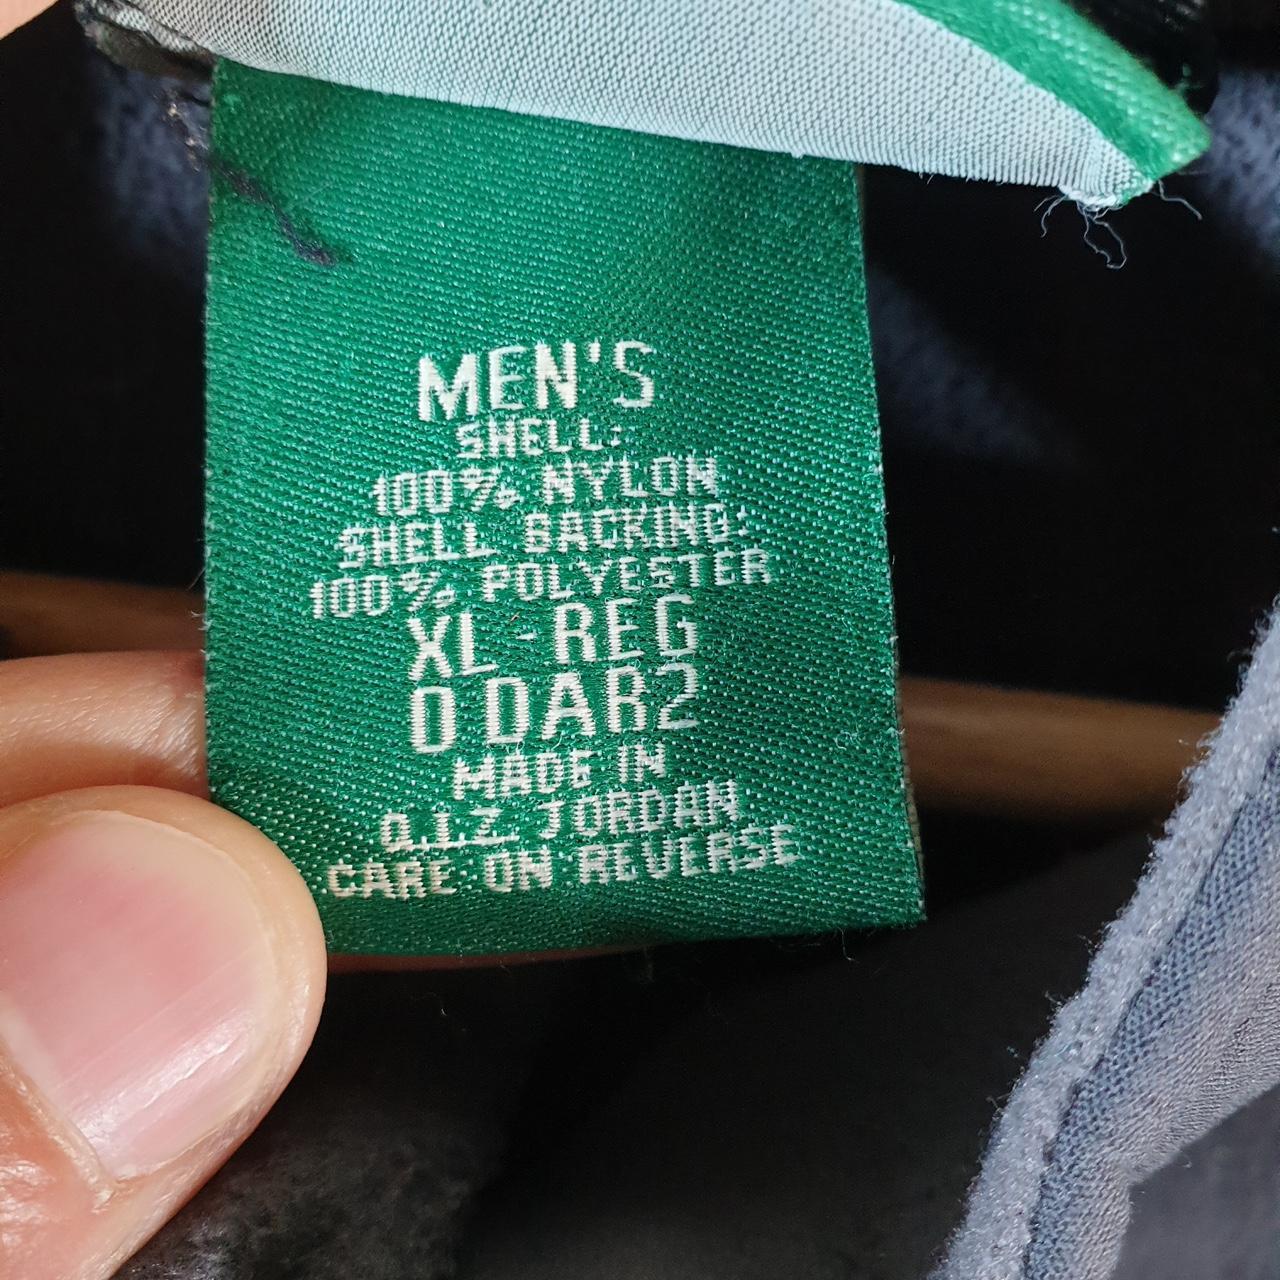 MEN'S
SHELL:
100% NYLON
SHELL BACKING:
100% POLYESTER
XL - REG
0 DAR2
MADE IN
Q.I.Z. JORDAN
CARE ON REVERSE